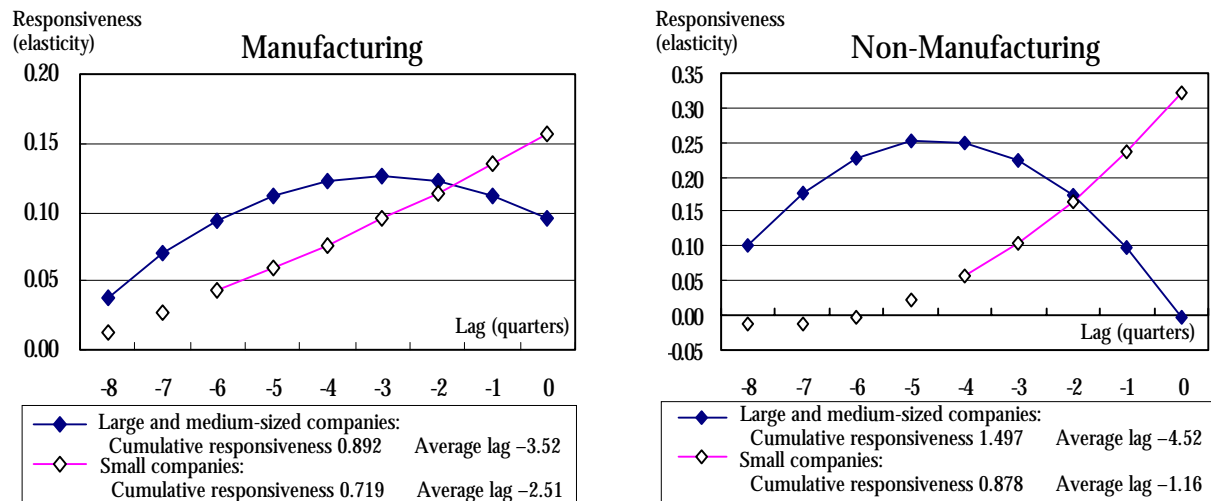 Responsiveness
(elasticity)
Manufacturing
0.20
0.15
0.10
0.05
0.00
Lag (quarters)
-8 -7 -6 -5 -4 -3 -2 -1 0
Large and medium-sized companies:
Cumulative responsiveness 0.892 Average lag −3.52
Small companies:
Cumulative responsiveness 0.719 Average lag −2.51
Responsiveness
(elasticity)
Non-Manufacturing
0.35
0.30
0.25
0.20
0.15
0.10
0.05
0.00
-0.05
Lag (quarters)
-8 -7 -6 -5 -4 -3 -2 -1 0
Large and medium-sized companies:
Cumulative responsiveness 1.497 Average lag −4.52
Small companies:
Cumulative responsiveness 0.878 Average lag −1.16